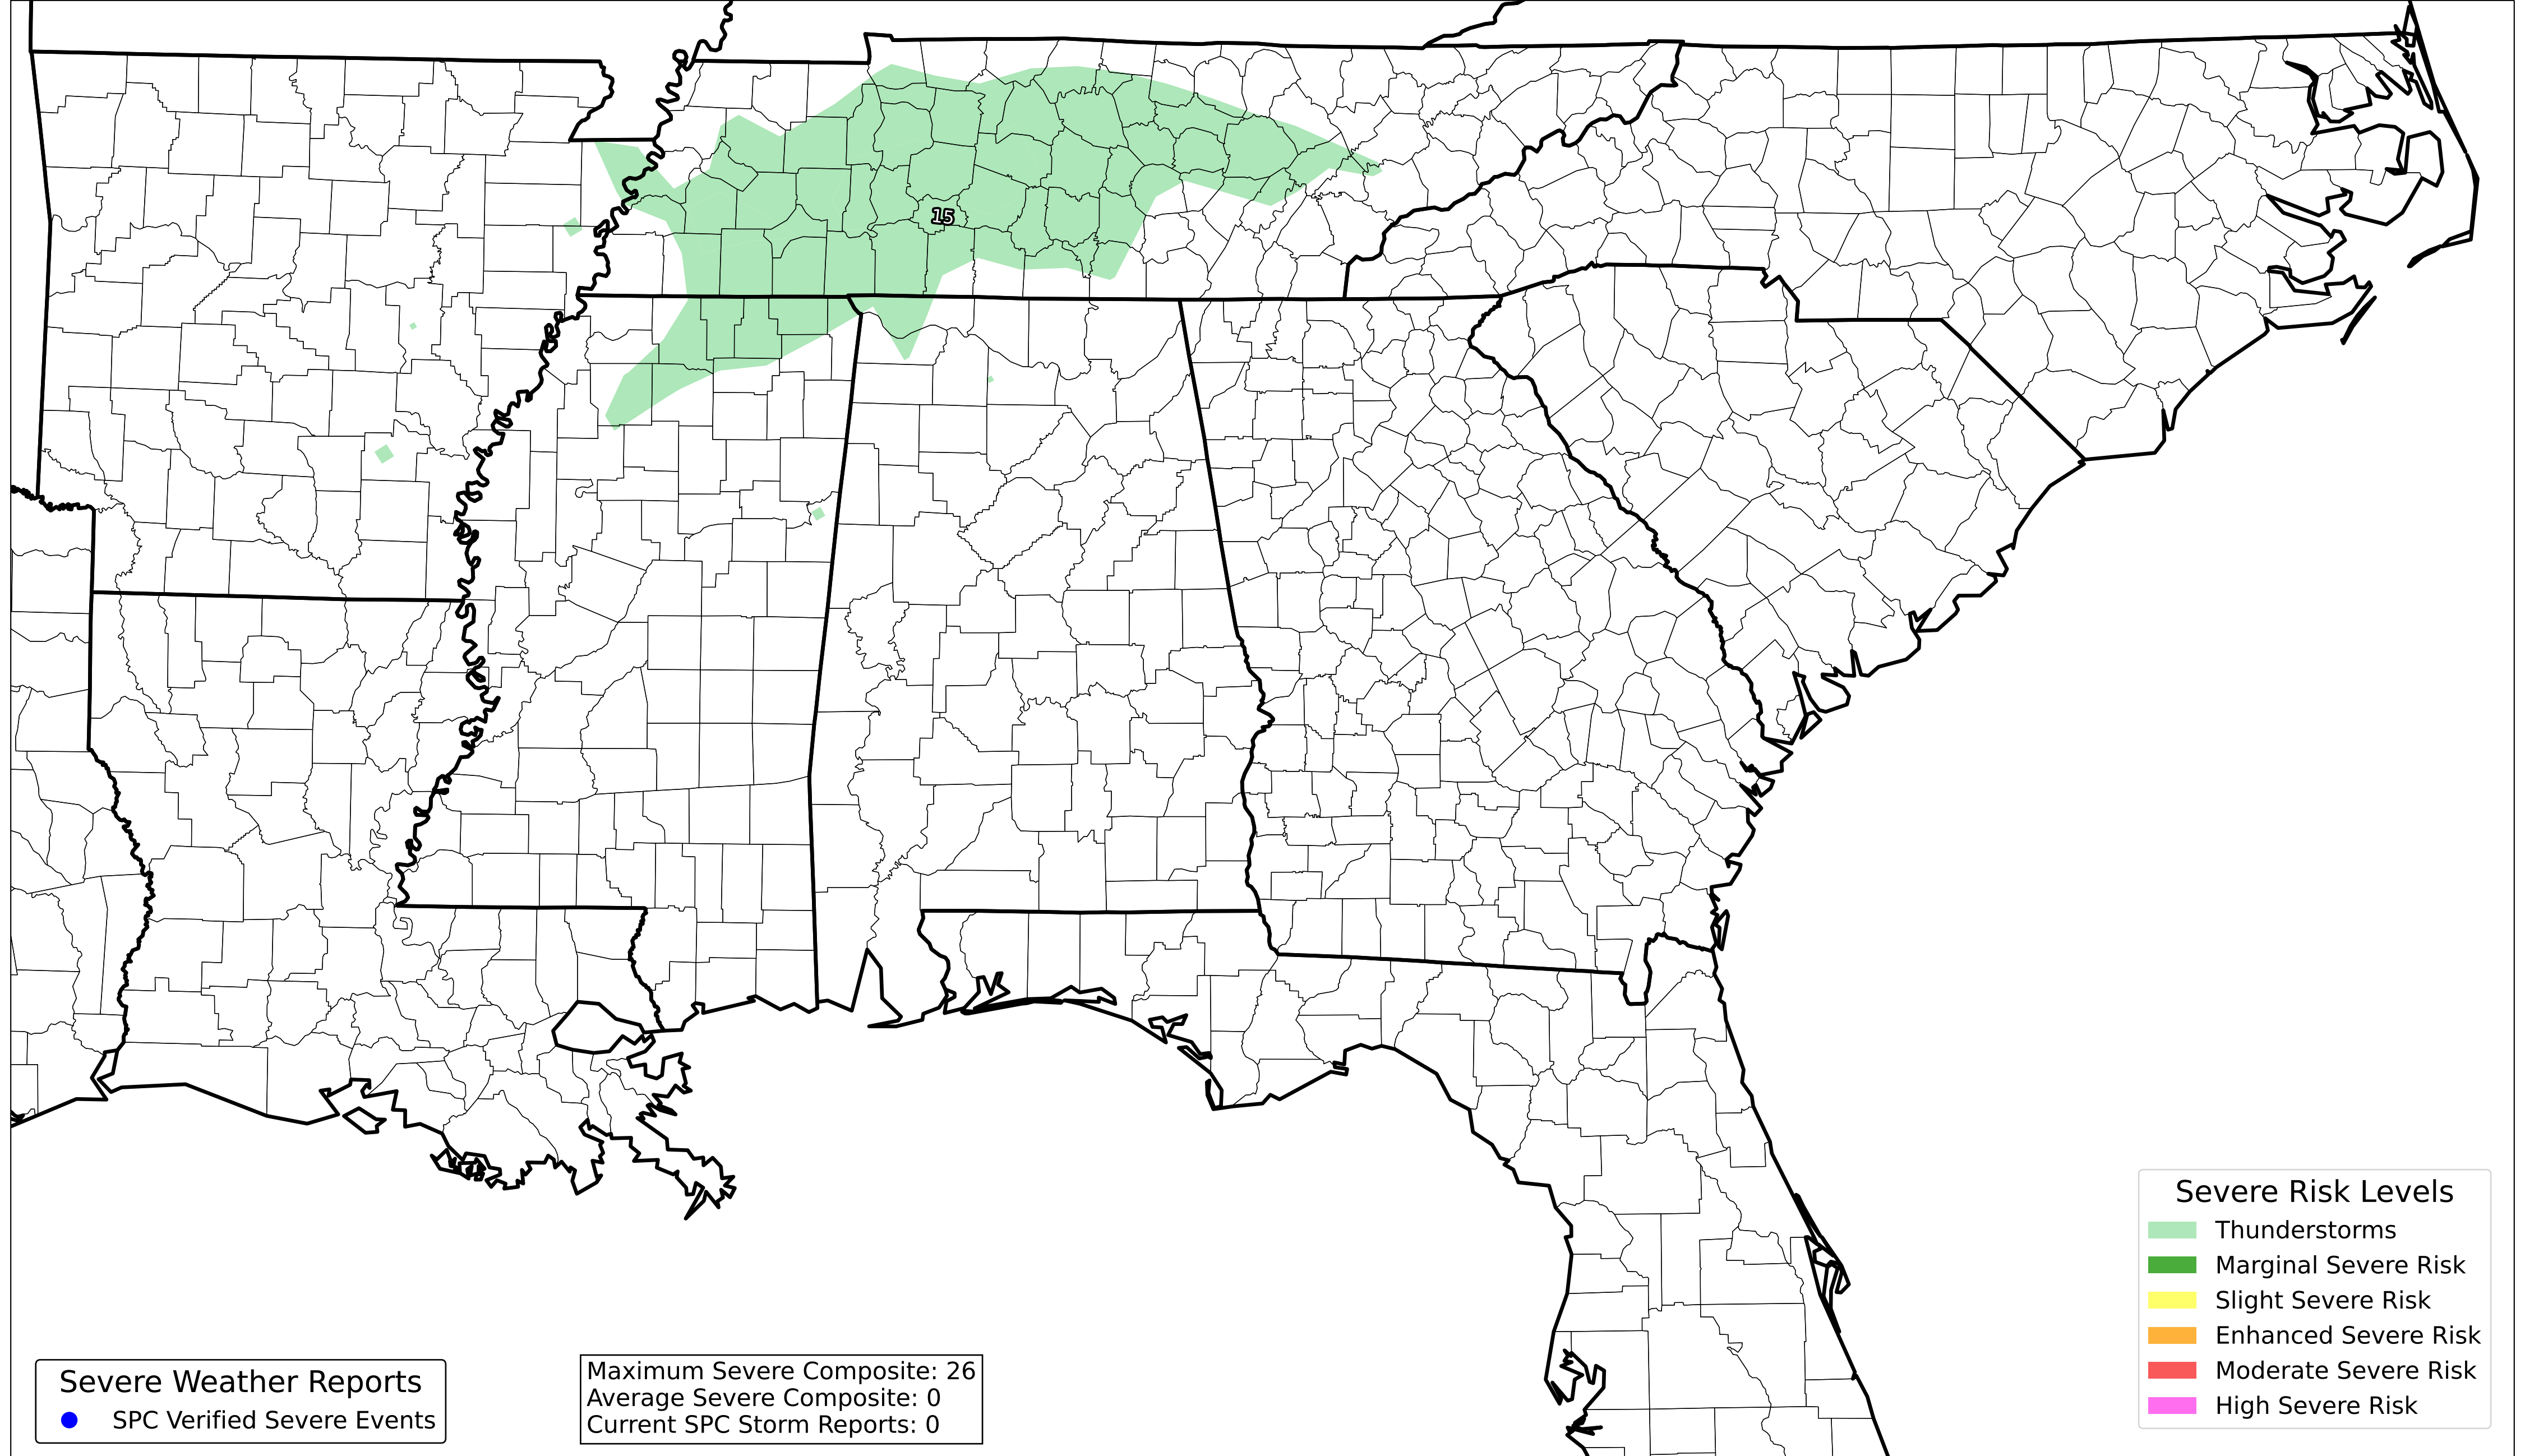 15
Severe Risk Levels
Thunderstorms
Marginal Severe Risk
Slight Severe Risk
Enhanced Severe Risk
Moderate Severe Risk
High Severe Risk
Severe Weather Reports
SPC Verified Severe Events
Maximum Severe Composite: 26
Average Severe Composite: 0
Current SPC Storm Reports: 0